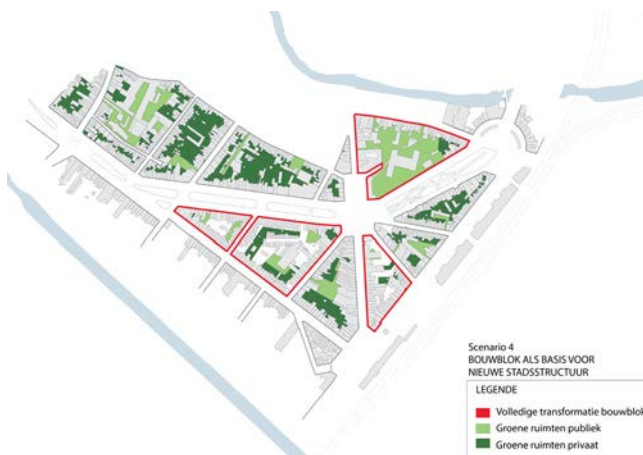 Scenario 4
BOUWBLOK ALS BASIS VOOR
NIEUWE STADSSTRUCTUUR
LEGENDE
Volledige transformatie bouwblok
Groene ruimten publiek
Groene ruimten privaat